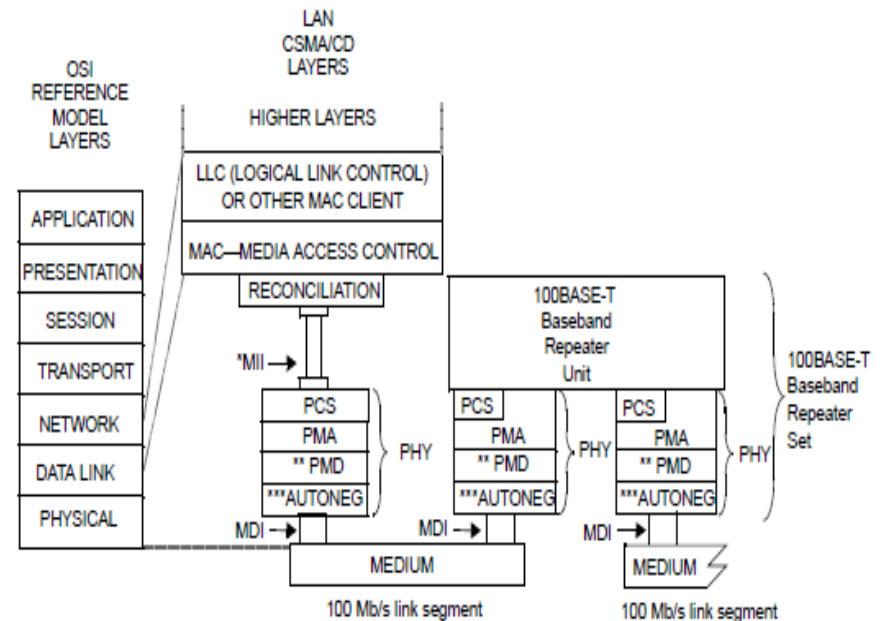 LAN
CSMA/CD
LAYERS
OSI
REFERENCE
MODEL
LAYERS
HIGHER LAYERS
LLC (LOGICAL LINK CONTROL)
OR OTHER MAC CLIENT
MAC—MEDIA ACCESS CONTROL
RECONCILIATION
APPLICATION
PRESENTATION
SESSION
TRANSPORT
NETWORK
DATA LINK
PHYSICAL
*MII
PCS
PMA
** PMD
***AUTONEG
PHY
MDI
100BASE-T
Baseband
Repeater
Unit
PCS
PMA
** PMD
***AUTONEG
PHY
MDI
PCS
PMA
** PMD
***AUTONEG
PHY
MDI
100BASE-T
Baseband
Repeater
Set
MEDIUM
100 Mb/s link segment
MEDIUM
100 Mb/s link segment